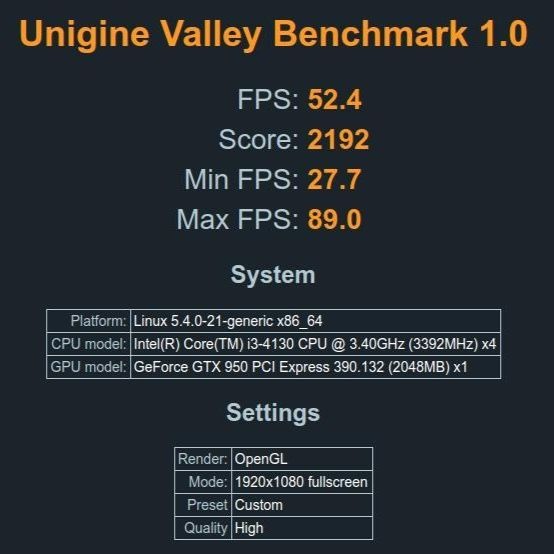 Unigine Valley Benchmark 1.0
FPS: 52.4
Score: 2192
Min FPS: 27.7
Max FPS: 89.0
System
Platform: Linux 5.4.0-21-generic x86_64
CPU model: Intel(R) Core(TM) i3-4130 CPU @ 3.40GHz (3392MHz) x4
GPU model: GeForce GTX 950 PCI Express 390.132 (2048MB) x1
Settings
Render: OpenGL
Mode: 1920x1080 fullscreen
Preset Custom
Quality High